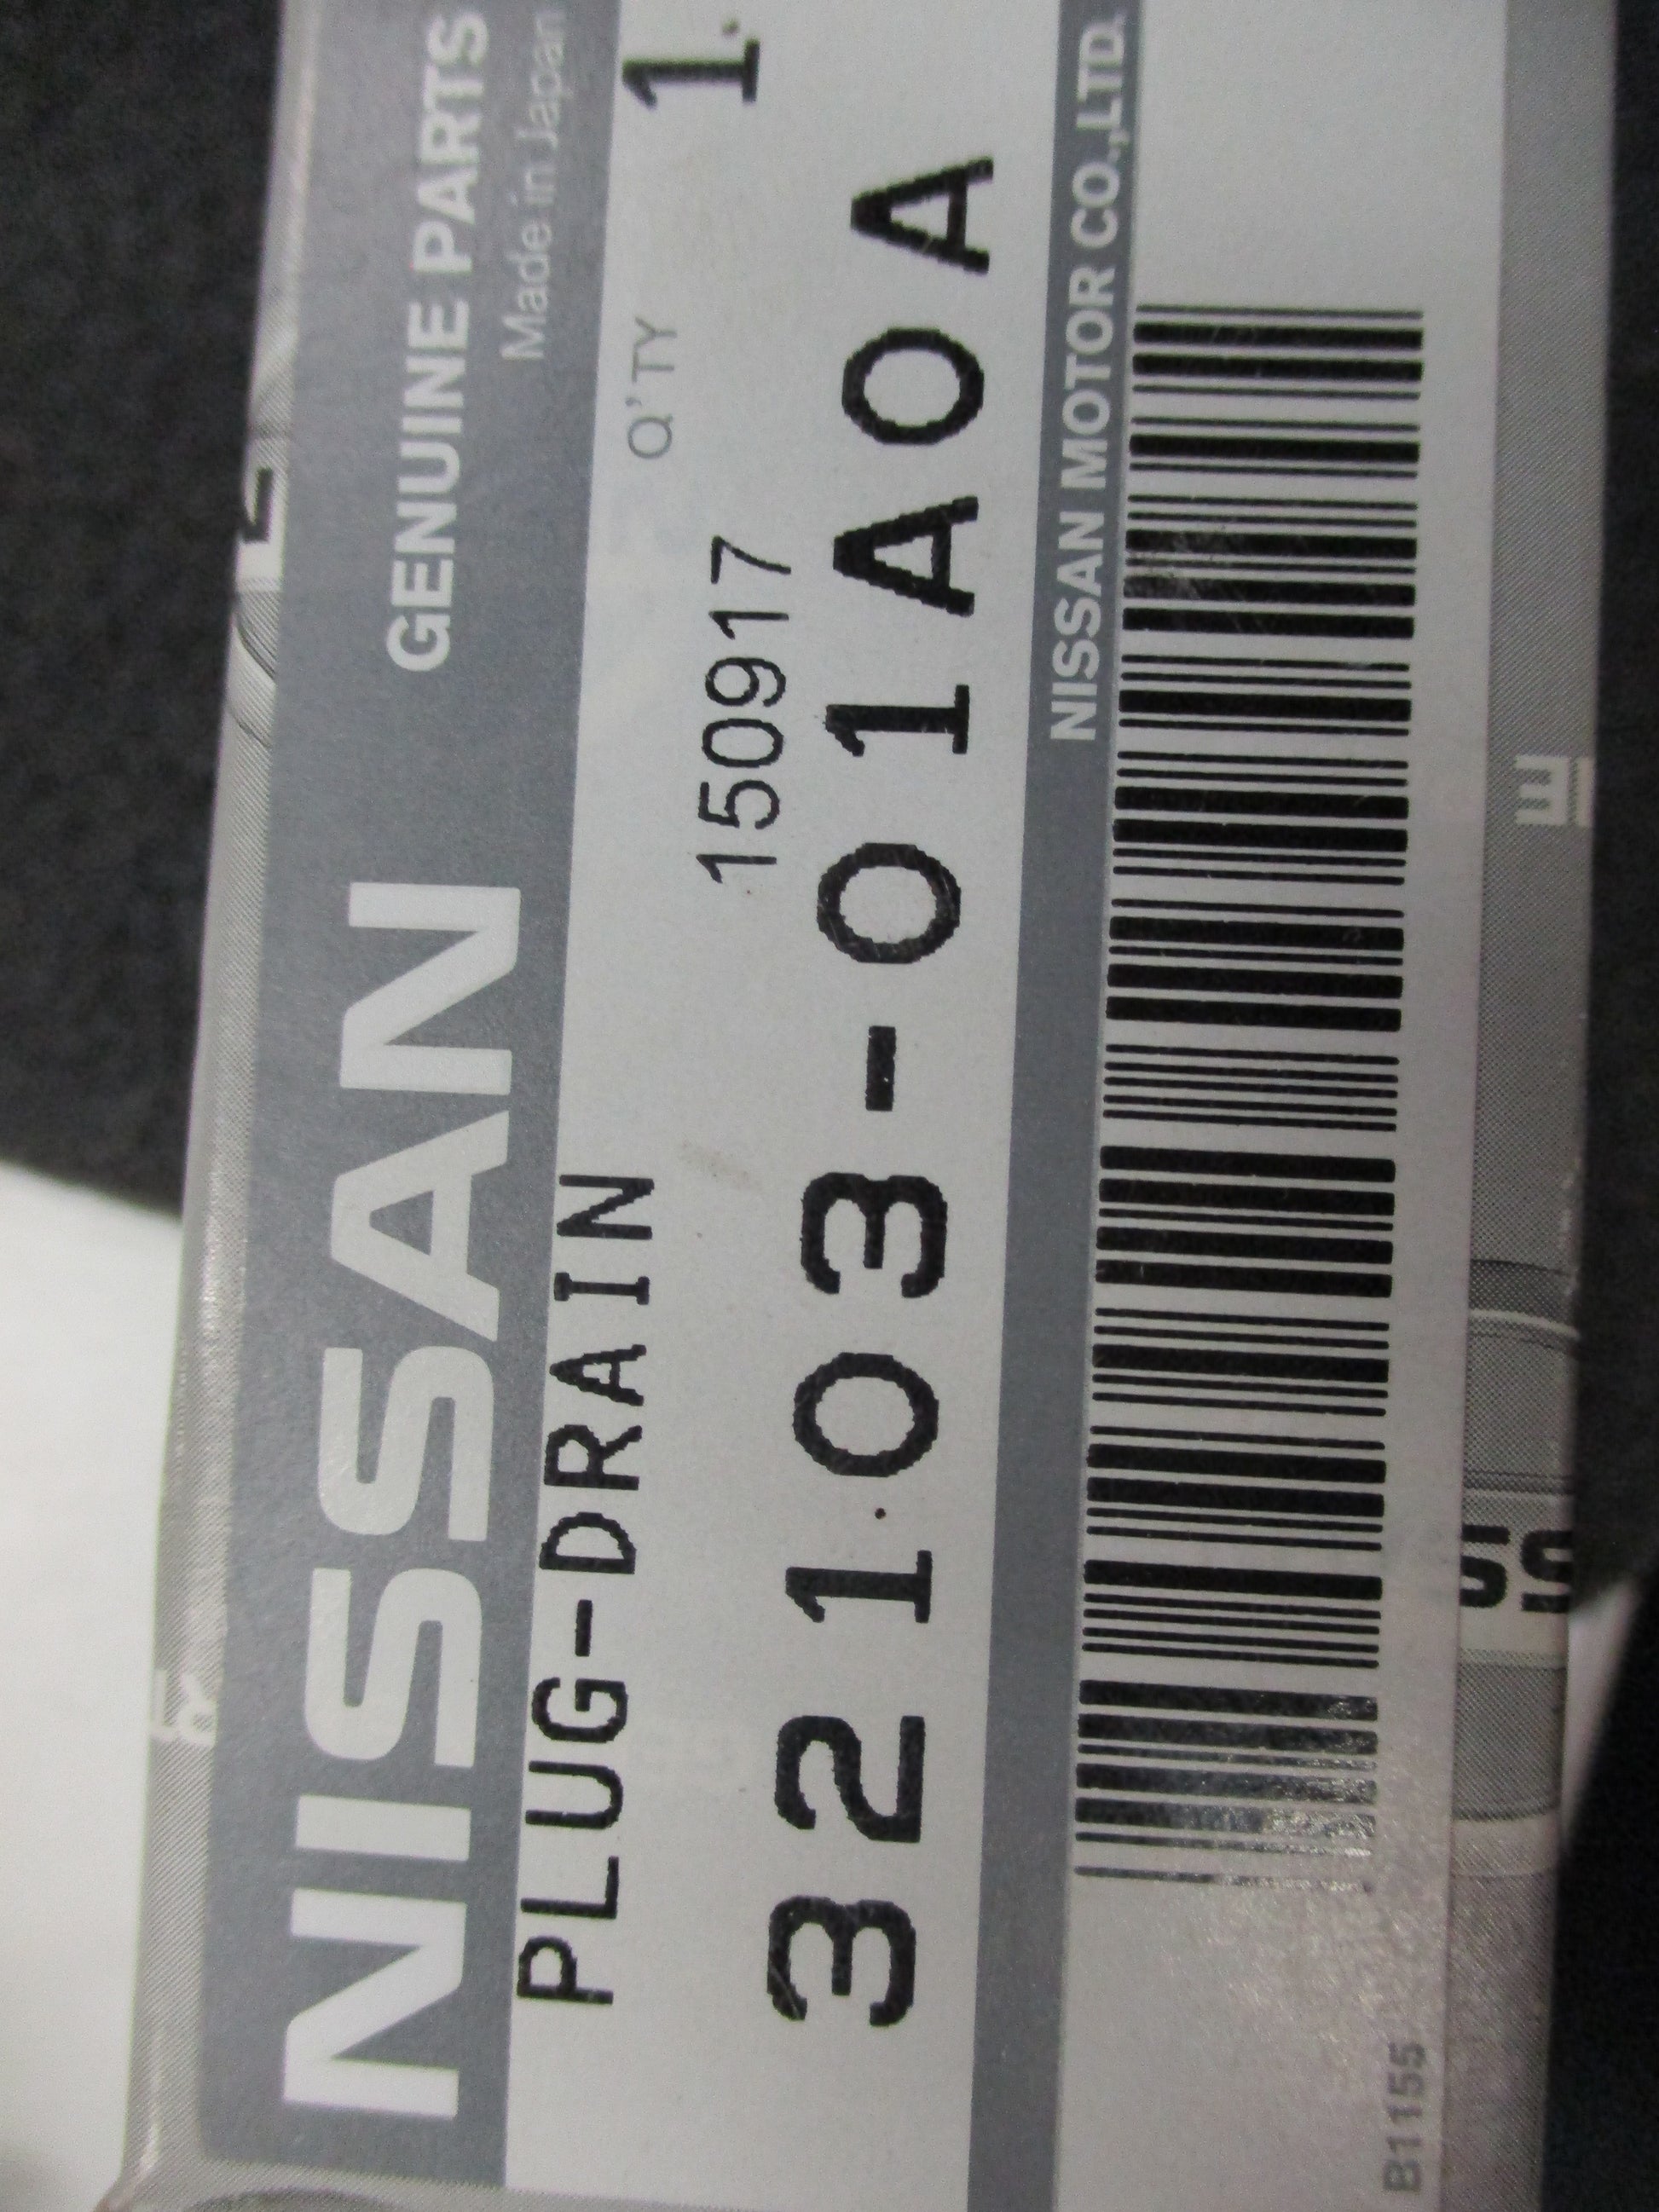 NISSAN GENUINE PARTS
Made in Japan
PLUG-DRAIN Q'TY 1.
150917
32103-01A0A
NISSAN MOTOR CO.,LTD.
B1155